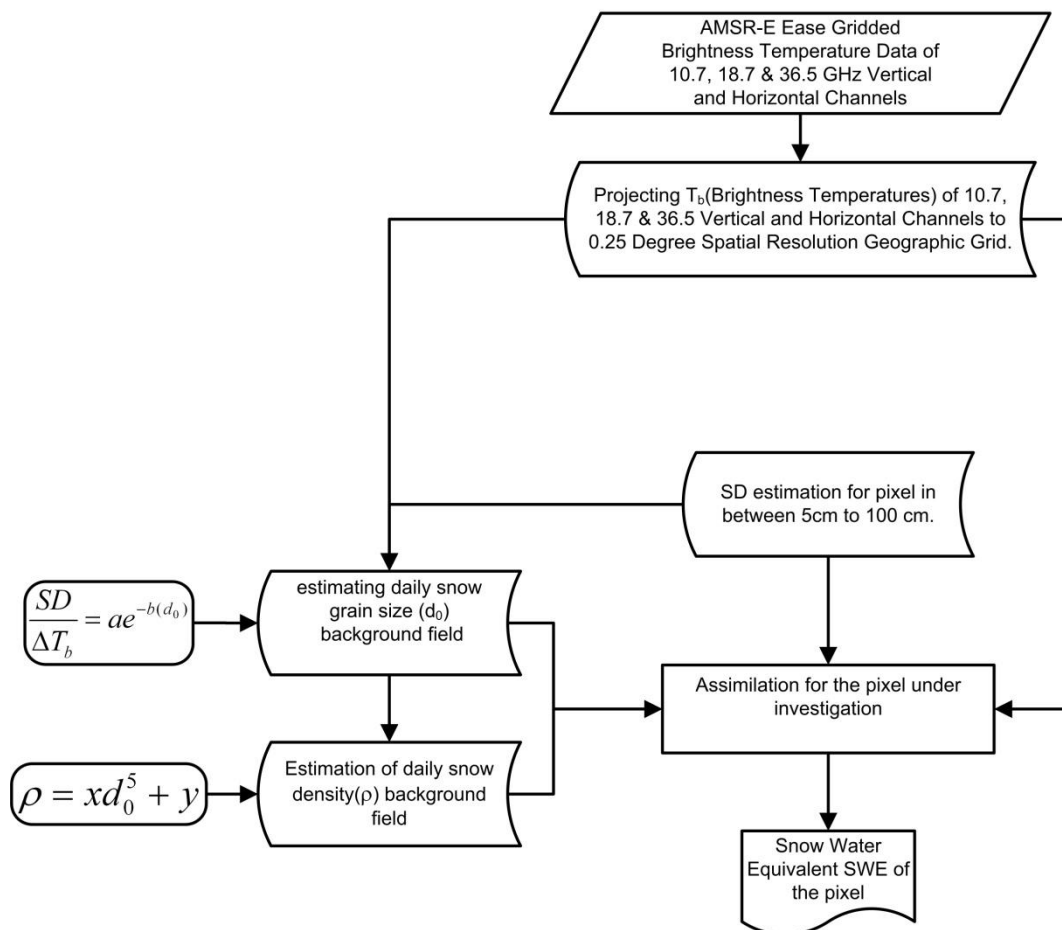 AMSR-E Ease Gridded
Brightness Temperature Data of
10.7, 18.7 & 36.5 GHz Vertical
and Horizontal Channels
Projecting T_b(Brightness Temperatures) of 10.7,
18.7 & 36.5 Vertical and Horizontal Channels to
0.25 Degree Spatial Resolution Geographic Grid.
SD estimation for pixel in
between 5cm to 100 cm.
SD/ΔT_b = ae^{-b(d_0)}
estimating daily snow
grain size (d_0)
background field
Assimilation for the pixel under
investigation
ρ = xd_0^5 + y
Estimation of daily snow
density(ρ) background
field
Snow Water
Equivalent SWE of
the pixel